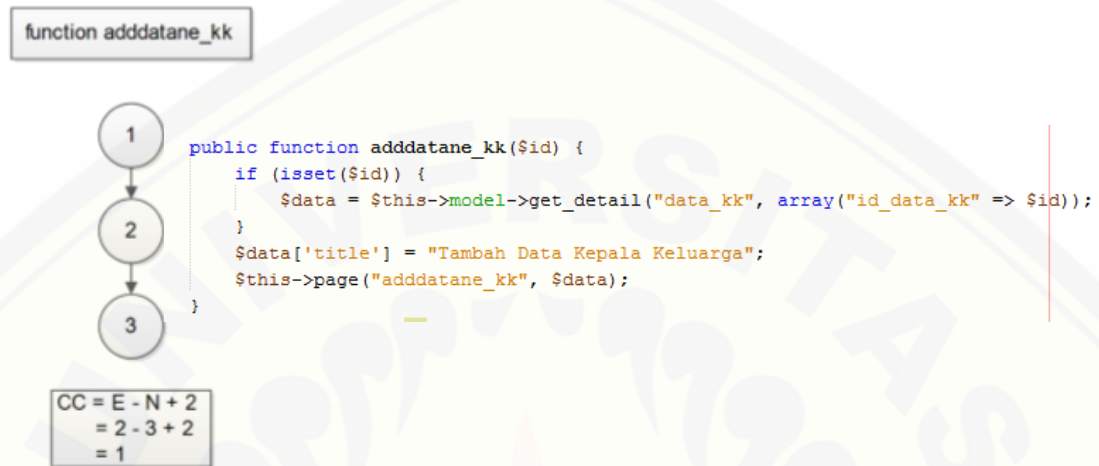 function adddatane_kk
1
2
3
public function adddatane_kk($id) {
if (isset($id)) {
$data = $this->model->get_detail("data_kk", array("id_data_kk" => $id));
}
$data['title'] = "Tambah Data Kepala Keluarga";
$this->page("adddatane_kk", $data);
}
CC = E - N + 2
= 2 - 3 + 2
= 1
UNIVERSITAS